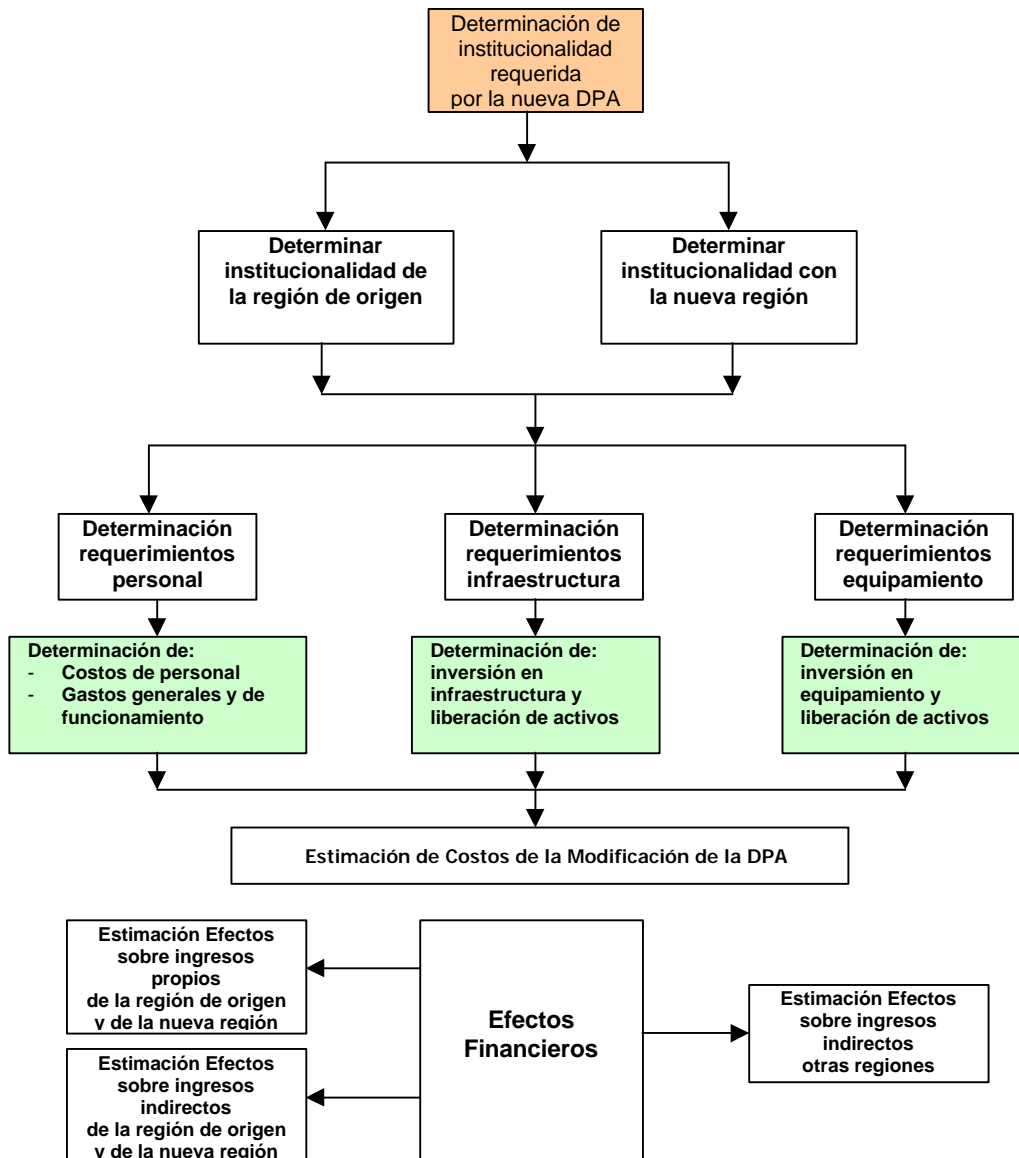 Determinación de
institucionalidad
requerida
por la nueva DPA
Determinar
institucionalidad de
la región de origen
Determinar
institucionalidad con
la nueva región
Determinación
requerimientos
personal
Determinación
requerimientos
infraestructura
Determinación
requerimientos
equipamiento
Determinación de:
- Costos de personal
- Gastos generales y de
funcionamiento
Determinación de:
inversión en
infraestructura y
liberación de activos
Determinación de:
inversión en
equipamiento y
liberación de activos
Estimación de Costos de la Modificación de la DPA
Estimación Efectos
sobre ingresos
propios
de la región de origen
y de la nueva región
Efectos
Financieros
Estimación Efectos
sobre ingresos
indirectos
otras regiones
Estimación Efectos
sobre ingresos
indirectos
de la región de origen
y de la nueva región